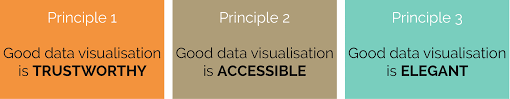 Principle 1
Good data visualisation
is TRUSTWORTHY
Principle 2
Good data visualisation
is ACCESSIBLE
Principle 3
Good data visualisation
is ELEGANT